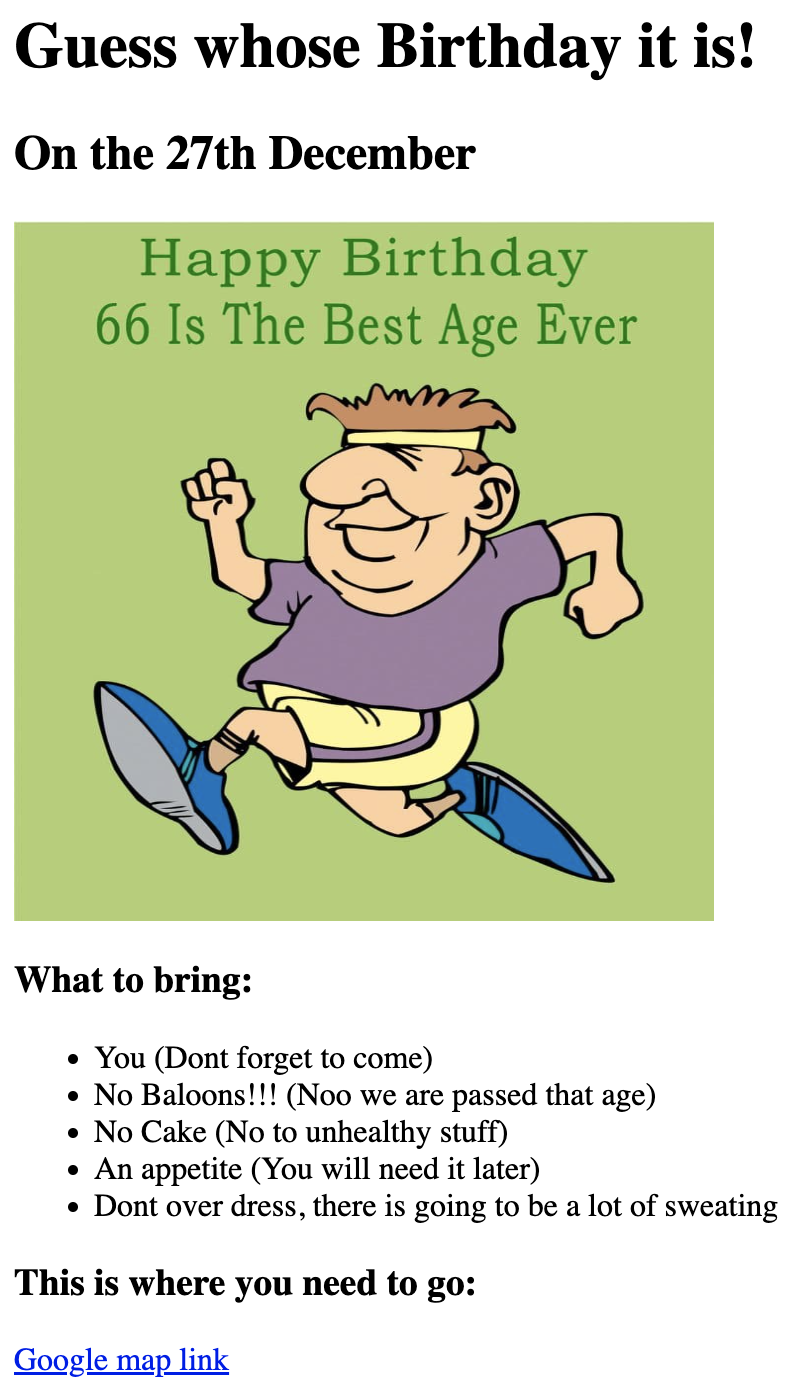 Guess whose Birthday it is!
On the 27th December
Happy Birthday
66 Is The Best Age Ever
What to bring:
• You (Dont forget to come)
• No Baloons!!! (Noo we are passed that age)
• No Cake (No to unhealthy stuff)
• An appetite (You will need it later)
• Dont over dress, there is going to be a lot of sweating
This is where you need to go:
Google map link